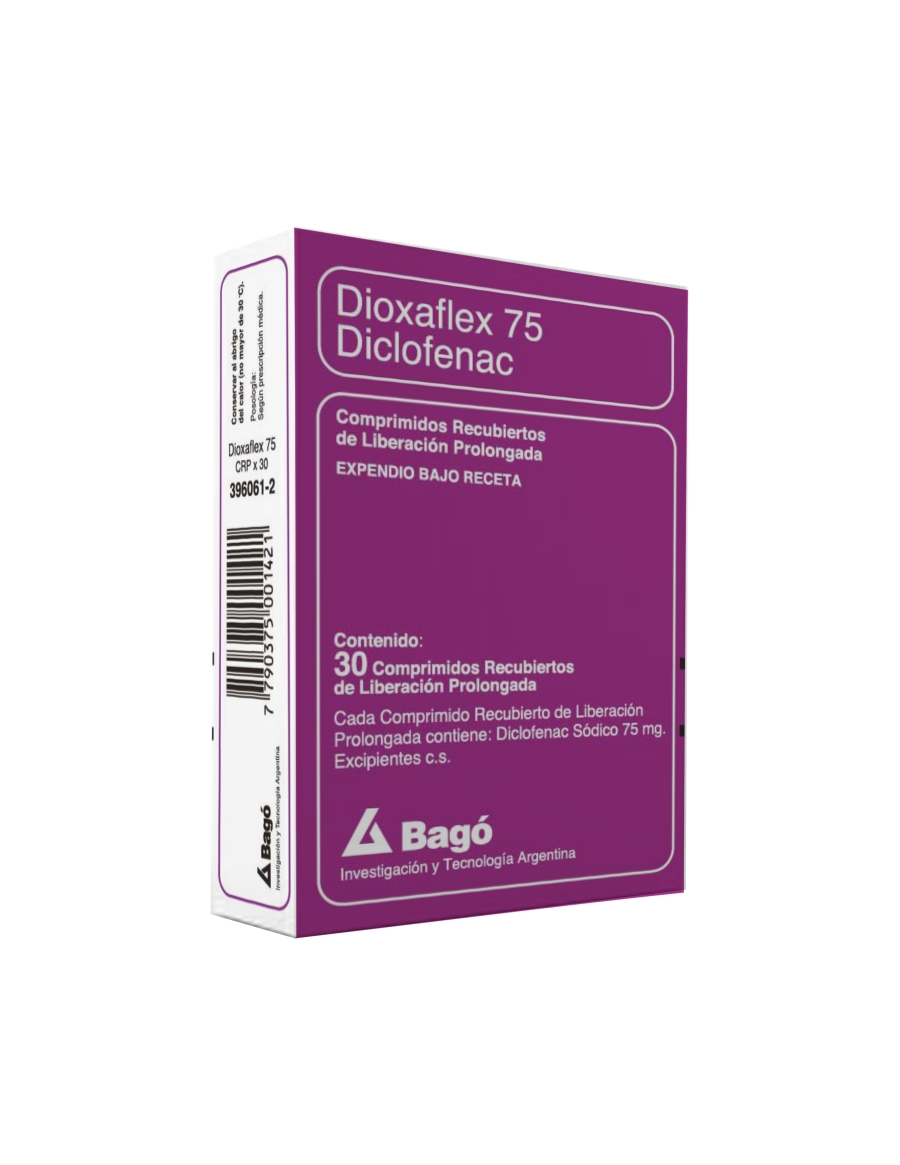 Dioxaflex 75
Diclofenac
Comprimidos Recubiertos
de Liberación Prolongada
EXPENDIO BAJO RECETA
Contenido:
30 Comprimidos Recubiertos
de Liberación Prolongada
Cada Comprimido Recubierto de Liberación
Prolongada contiene: Diclofenac Sódico 75 mg.
Excipientes c.s.
Bagó
Investigación y Tecnología Argentina
Conservar al abrigo
del calor (no mayor de 30 °C).
Posología:
Según prescripción médica.
Dioxaflex 75
CRP x 30
396061-2
7 790375 001421
Bagó
Investigación y Tecnología Argentina